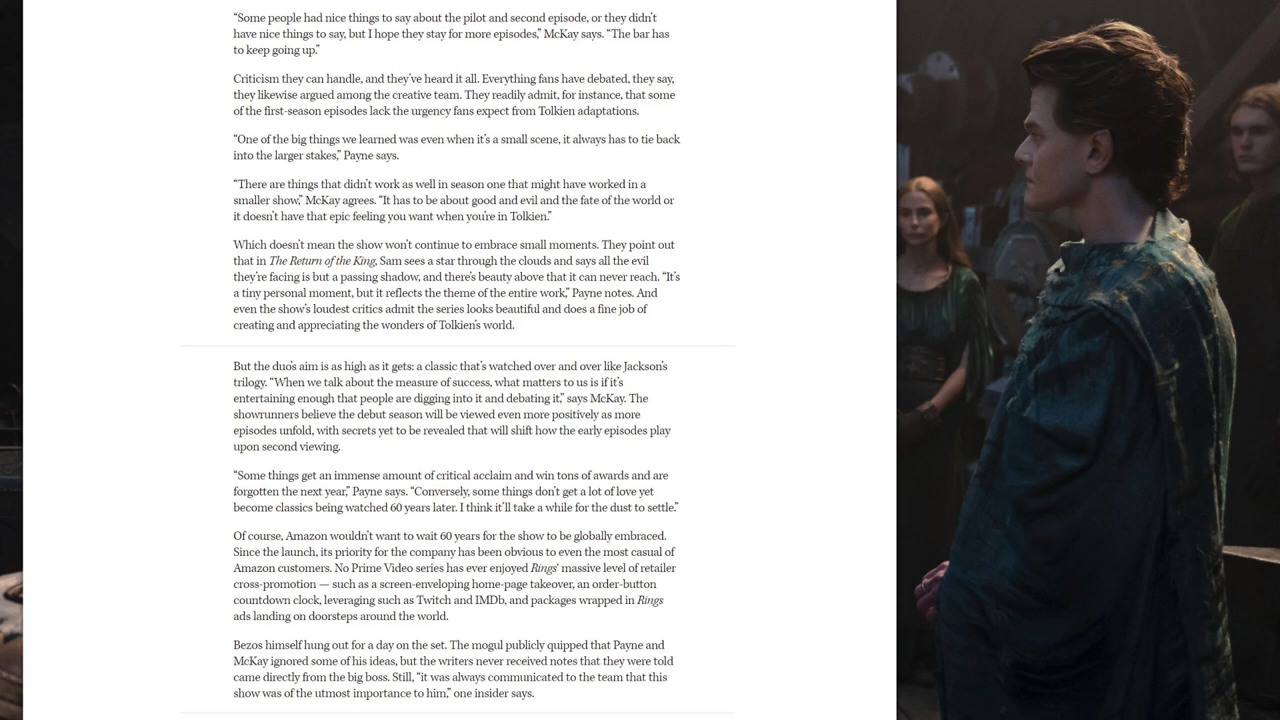 “Some people had nice things to say about the pilot and second episode, or they didn’t
have nice things to say, but I hope they stay for more episodes,” McKay says. “The bar has
to keep going up.”
Criticism they can handle, and they’ve heard it all. Everything fans have debated, they say,
they likewise argued among the creative team. They readily admit, for instance, that some
of the first-season episodes lack the urgency fans expect from Tolkien adaptations.
“One of the big things we learned was even when it’s a small scene, it always has to tie back
into the larger stakes,” Payne says.
“There are things that didn’t work as well in season one that might have worked in a
smaller show,” McKay agrees. “It has to be about good and evil and the fate of the world or
it doesn’t have that epic feeling you want when you’re in Tolkien.”
Which doesn’t mean the show won’t continue to embrace small moments. They point out
that in The Return of the King, Sam sees a star through the clouds and says all the evil
they’re facing is but a passing shadow, and there’s beauty above that it can never reach. “It’s
a tiny personal moment, but it reflects the theme of the entire work,” Payne notes. And
even the show’s loudest critics admit the series looks beautiful and does a fine job of
creating and appreciating the wonders of Tolkien’s world.
But the duo’s aim is as high as it gets: a classic that’s watched over and over like Jackson’s
trilogy. “When we talk about the measure of success, what matters to us is if it’s
entertaining enough that people are digging into it and debating it,” says McKay. The
showrunners believe the debut season will be viewed even more positively as more
episodes unfold, with secrets yet to be revealed that will shift how the early episodes play
upon second viewing.
“Some things get an immense amount of critical acclaim and win tons of awards and are
forgotten the next year,” Payne says. “Conversely, some things don’t get a lot of love yet
become classics being watched 60 years later. I think it’ll take a while for the dust to settle.”
Of course, Amazon wouldn’t want to wait 60 years for the show to be globally embraced.
Since the launch, its priority for the company has been obvious to even the most casual of
Amazon customers. No Prime Video series has ever enjoyed Rings’ massive level of retailer
cross-promotion — such as a screen-enveloping home-page takeover, an order-button
countdown clock, leveraging such as Twitch and IMDb, and packages wrapped in Rings
ads landing on doorsteps around the world.
Bezos himself hung out for a day on the set. The mogul publicly quipped that Payne and
McKay ignored some of his ideas, but the writers never received notes that they were told
came directly from the big boss. Still, “it was always communicated to the team that this
show was of the utmost importance to him,” one insider says.